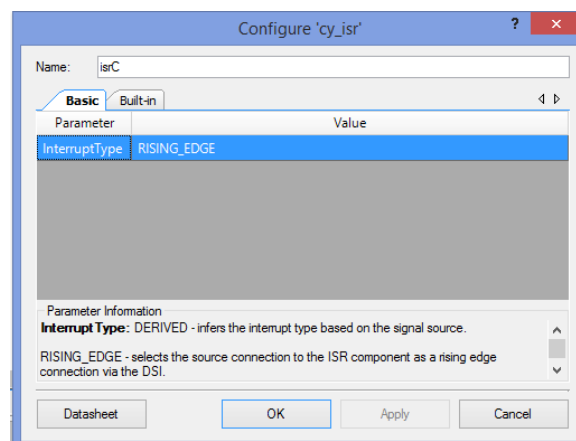 Configure 'cy_isr'
?
Name: isrC
Basic Built-in
Parameter Value
InterruptType RISING_EDGE
Parameter Information
InterruptType: DERIVED - infers the interrupt type based on the signal source.
RISING_EDGE - selects the source connection to the ISR component as a rising edge
connection via the DSI.
Datasheet OK Apply Cancel